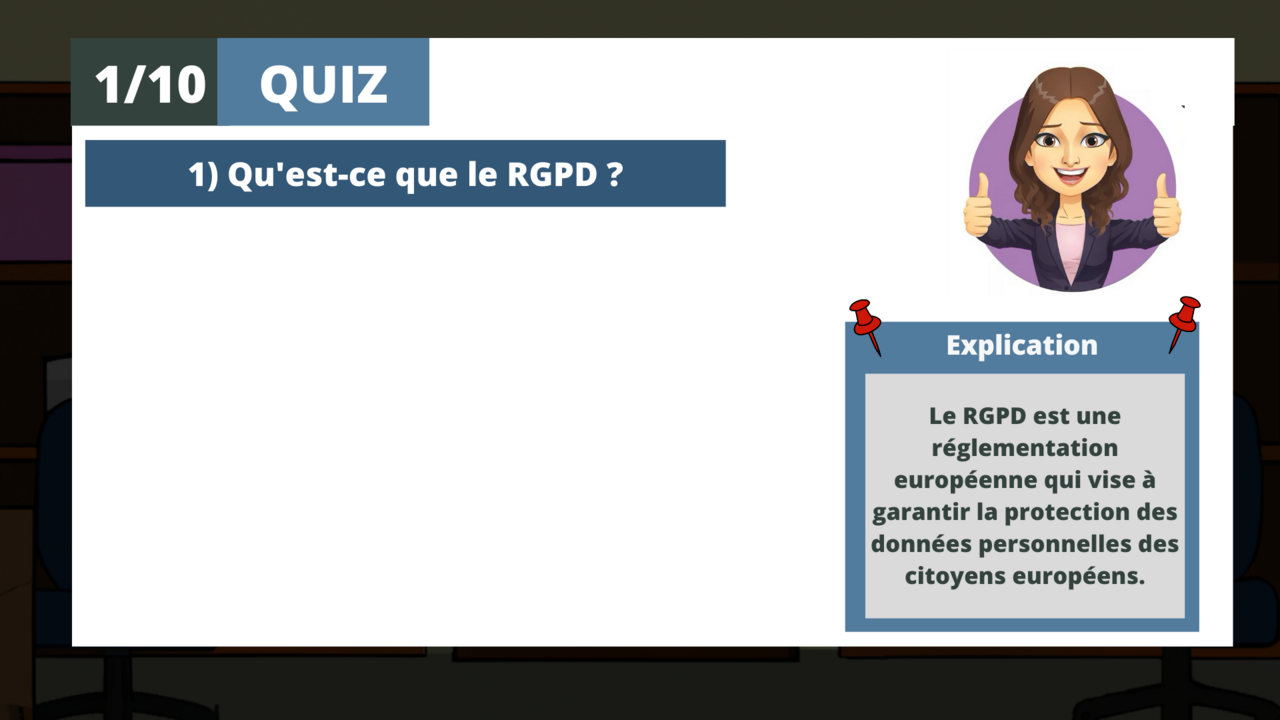 1/10 QUIZ
1) Qu'est-ce que le RGPD ?
Explication
Le RGPD est une
réglementation
européenne qui vise à
garantir la protection des
données personnelles des
citoyens européens.